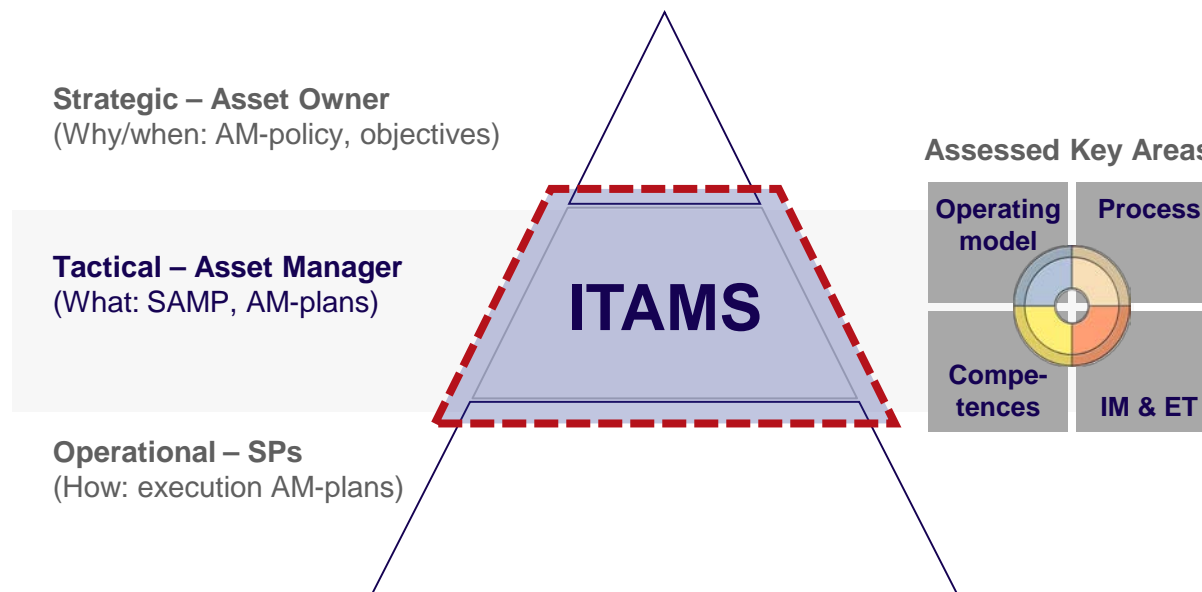 Strategic – Asset Owner
(Why/when: AM-policy, objectives)
Tactical – Asset Manager
(What: SAMP, AM-plans)
Operational – SPs
(How: execution AM-plans)
ITAMS
Assessed Key Areas
Operating
model
Process
Compe-
tences
IM & ET